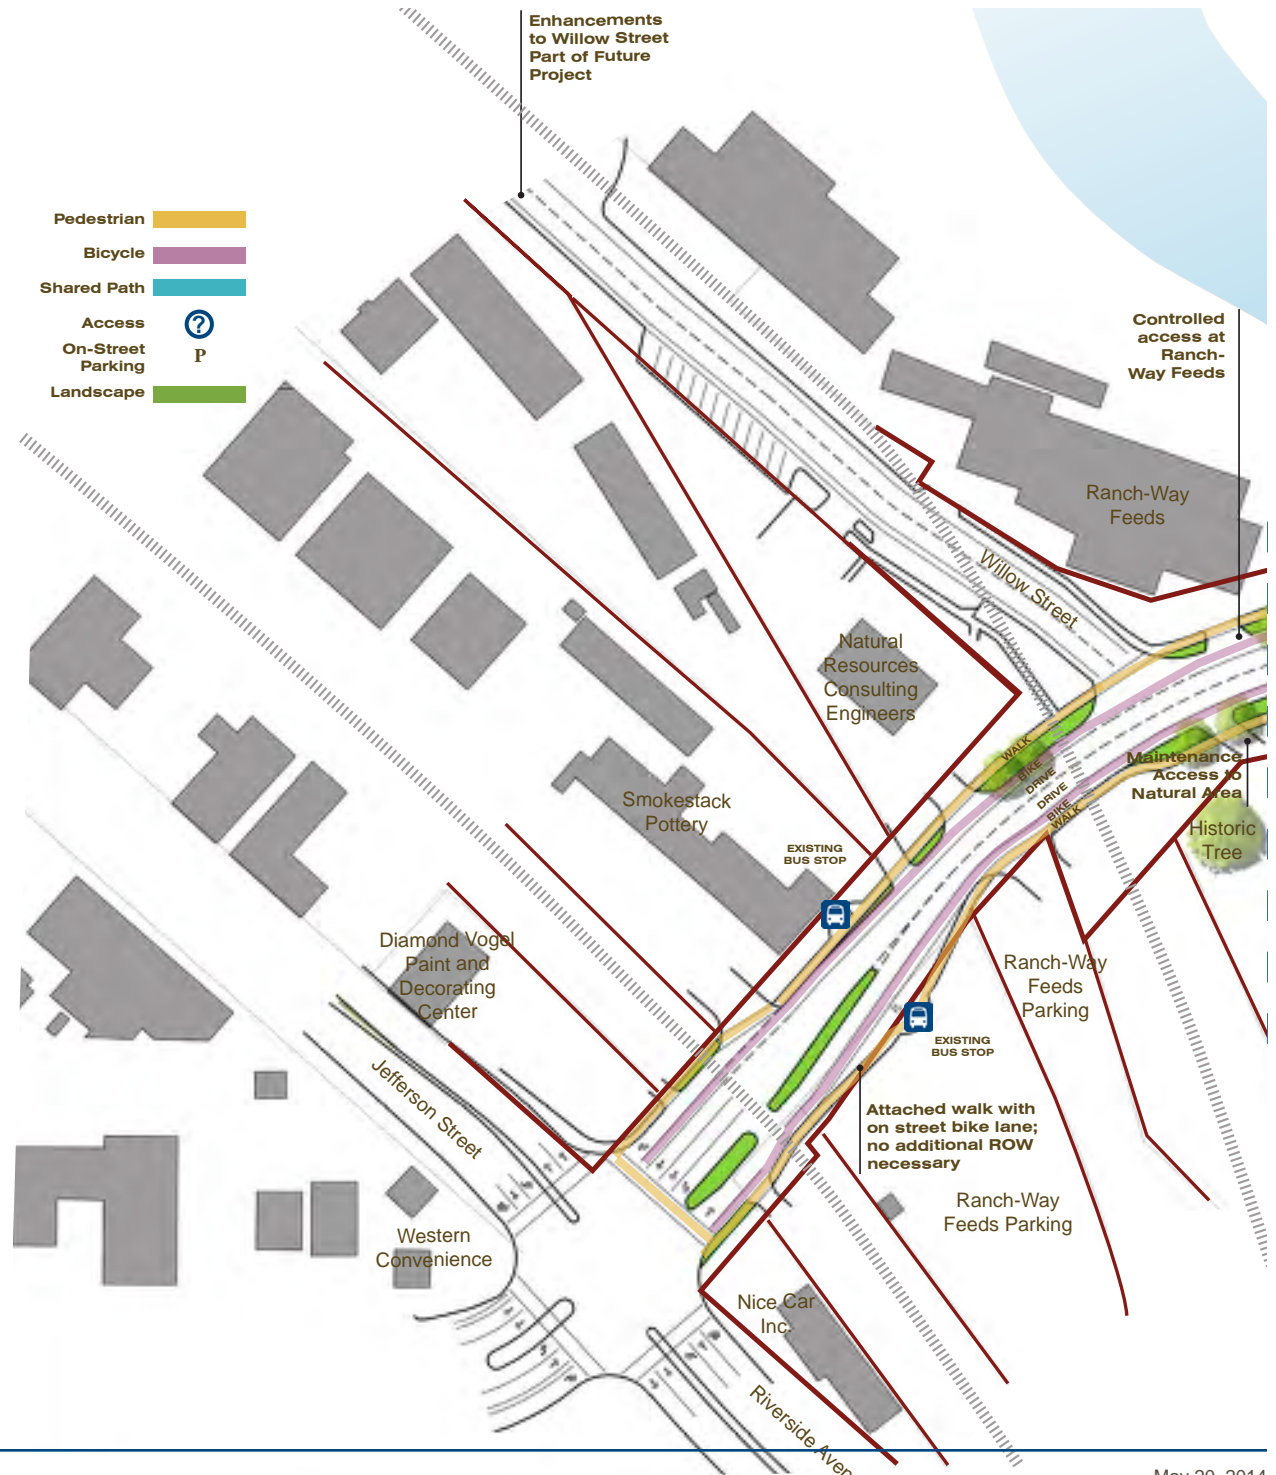 Enhancements
to Willow Street
Part of Future
Project
Pedestrian
Bicycle
Shared Path
Access
?
On-Street
Parking
P
Landscape
Controlled
access at
Ranch-
Way Feeds
Ranch-Way
Feeds
Willow Street
Natural
Resources
Consulting
Engineers
WALK
BIKE
DRIVE
DRIVE
BIKE
WALK
Maintenance
Access to
Natural Area
Historic
Tree
Smokestack
Pottery
EXISTING
BUS STOP
Diamond Vogel
Paint and
Decorating
Center
Ranch-Way
Feeds
Parking
EXISTING
BUS STOP
Jefferson Street
Attached walk with
on street bike lane;
no additional ROW
necessary
Ranch-Way
Feeds Parking
Western
Convenience
Nice Car
Inc.
Riverside Aven
May 20, 2014